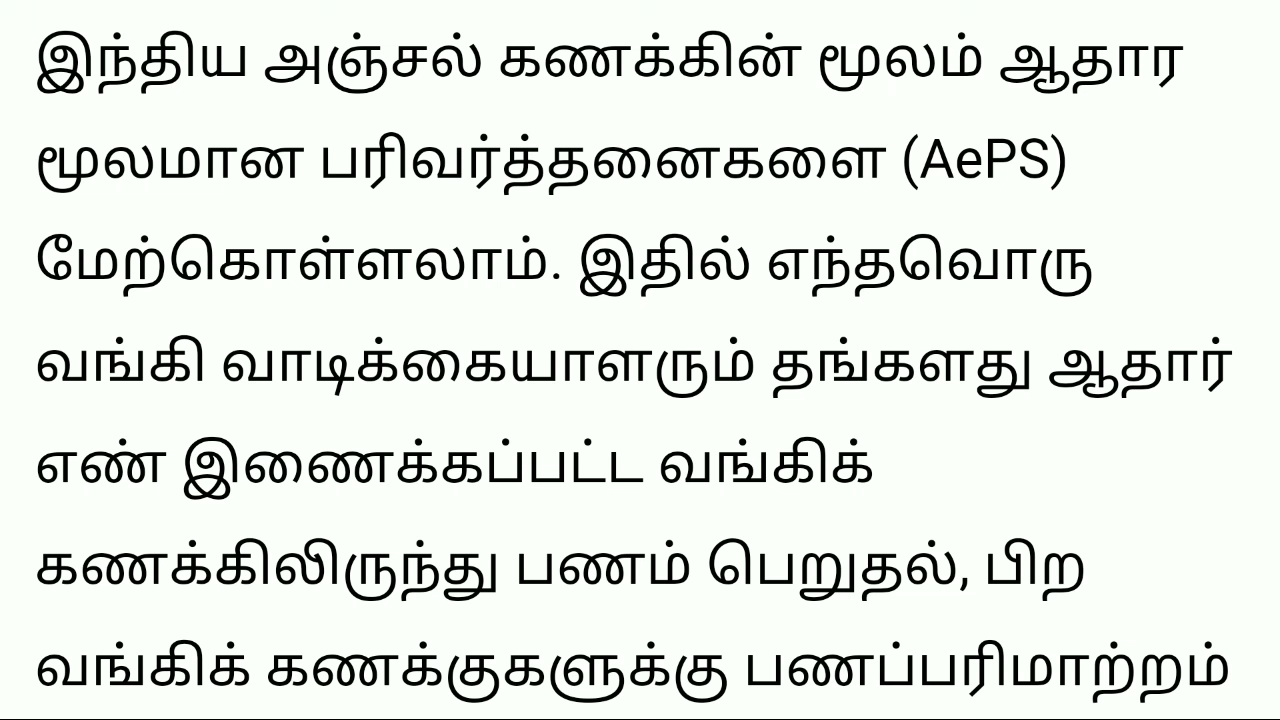 இந்திய அஞ்சல் கணக்கின் மூலம் ஆதார
மூலமான பரிவர்த்தனைகளை (AePS)
மேற்கொள்ளலாம். இதில் எந்தவொரு
வங்கி வாடிக்கையாளரும் தங்களது ஆதார்
எண் இணைக்கப்பட்ட வங்கிக்
கணக்கிலிருந்து பணம் பெறுதல், பிற
வங்கிக் கணக்குகளுக்கு பணப்பரிமாற்றம்